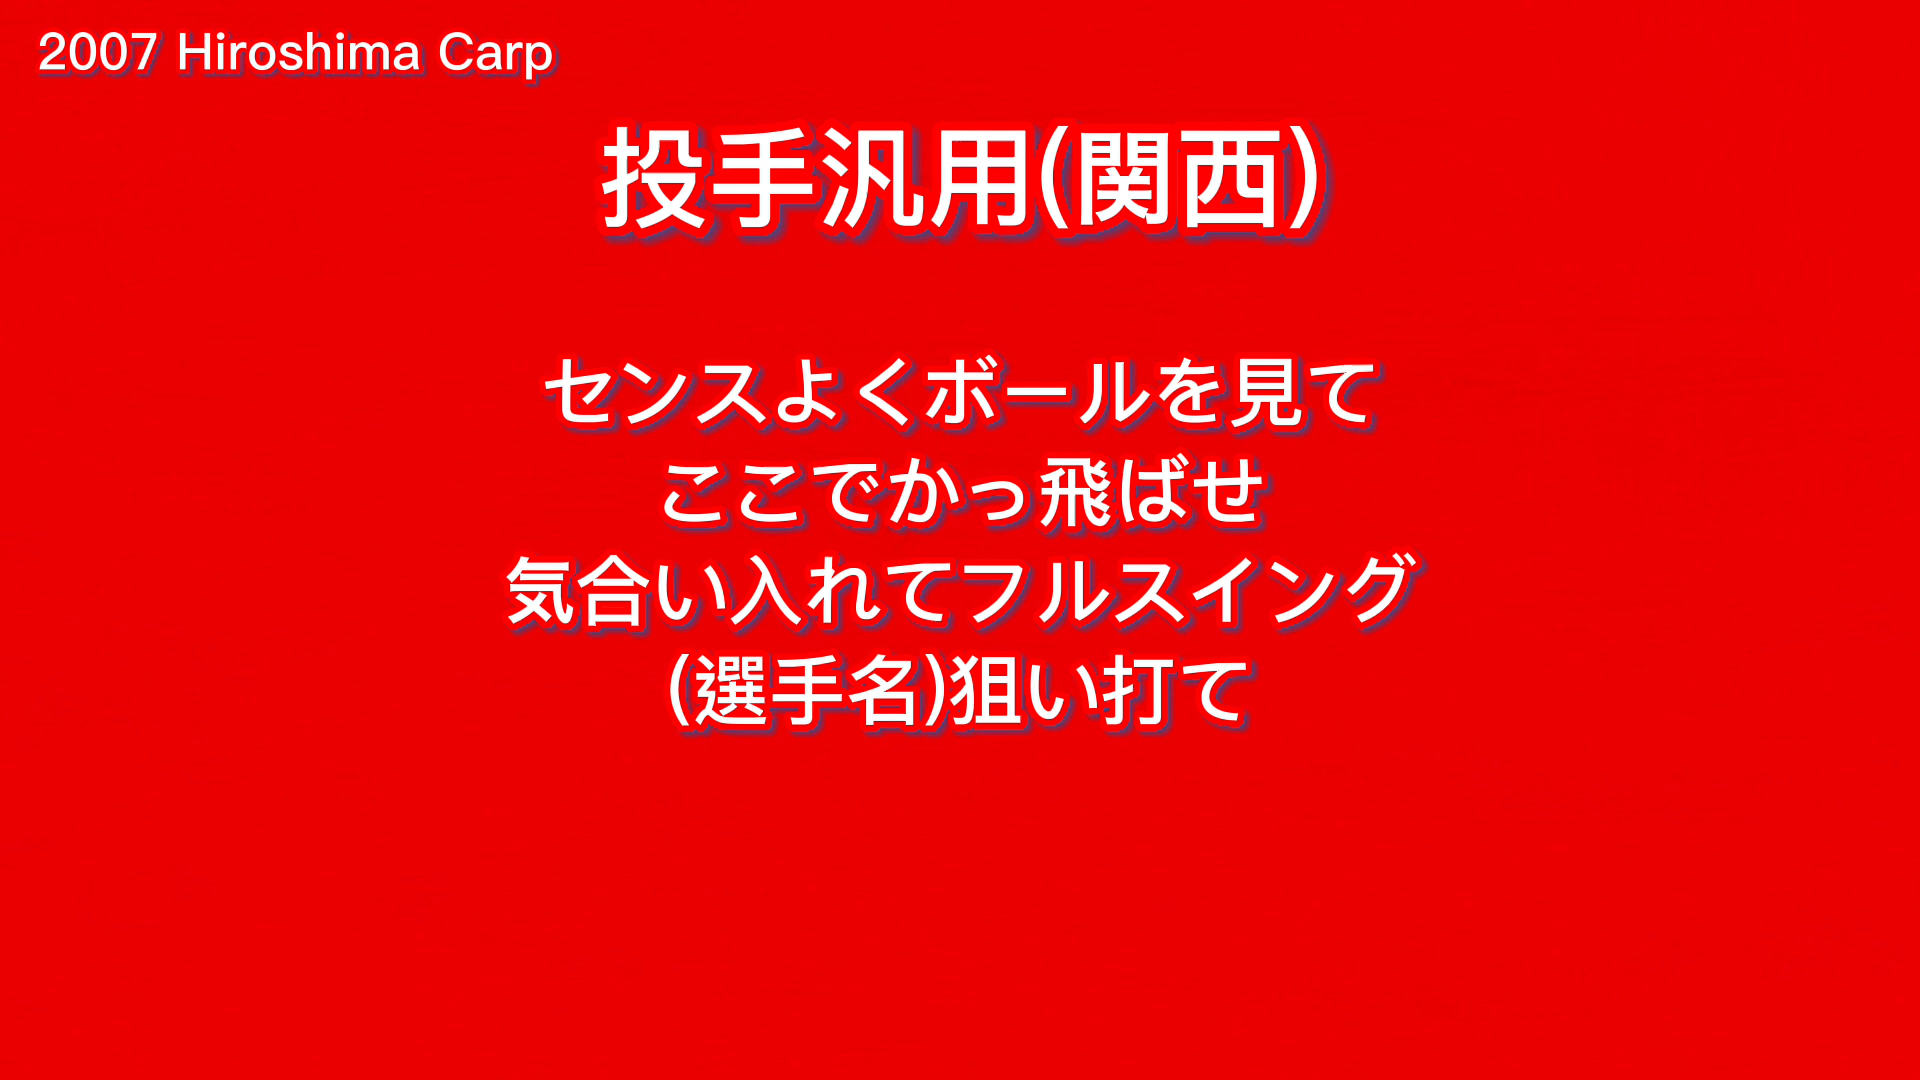 2007 Hiroshima Carp
投手汎用(関西)
センスよくボールを見て
ここでかっ飛ばせ
気合い入れてフルスイング
(選手名)狙い打て